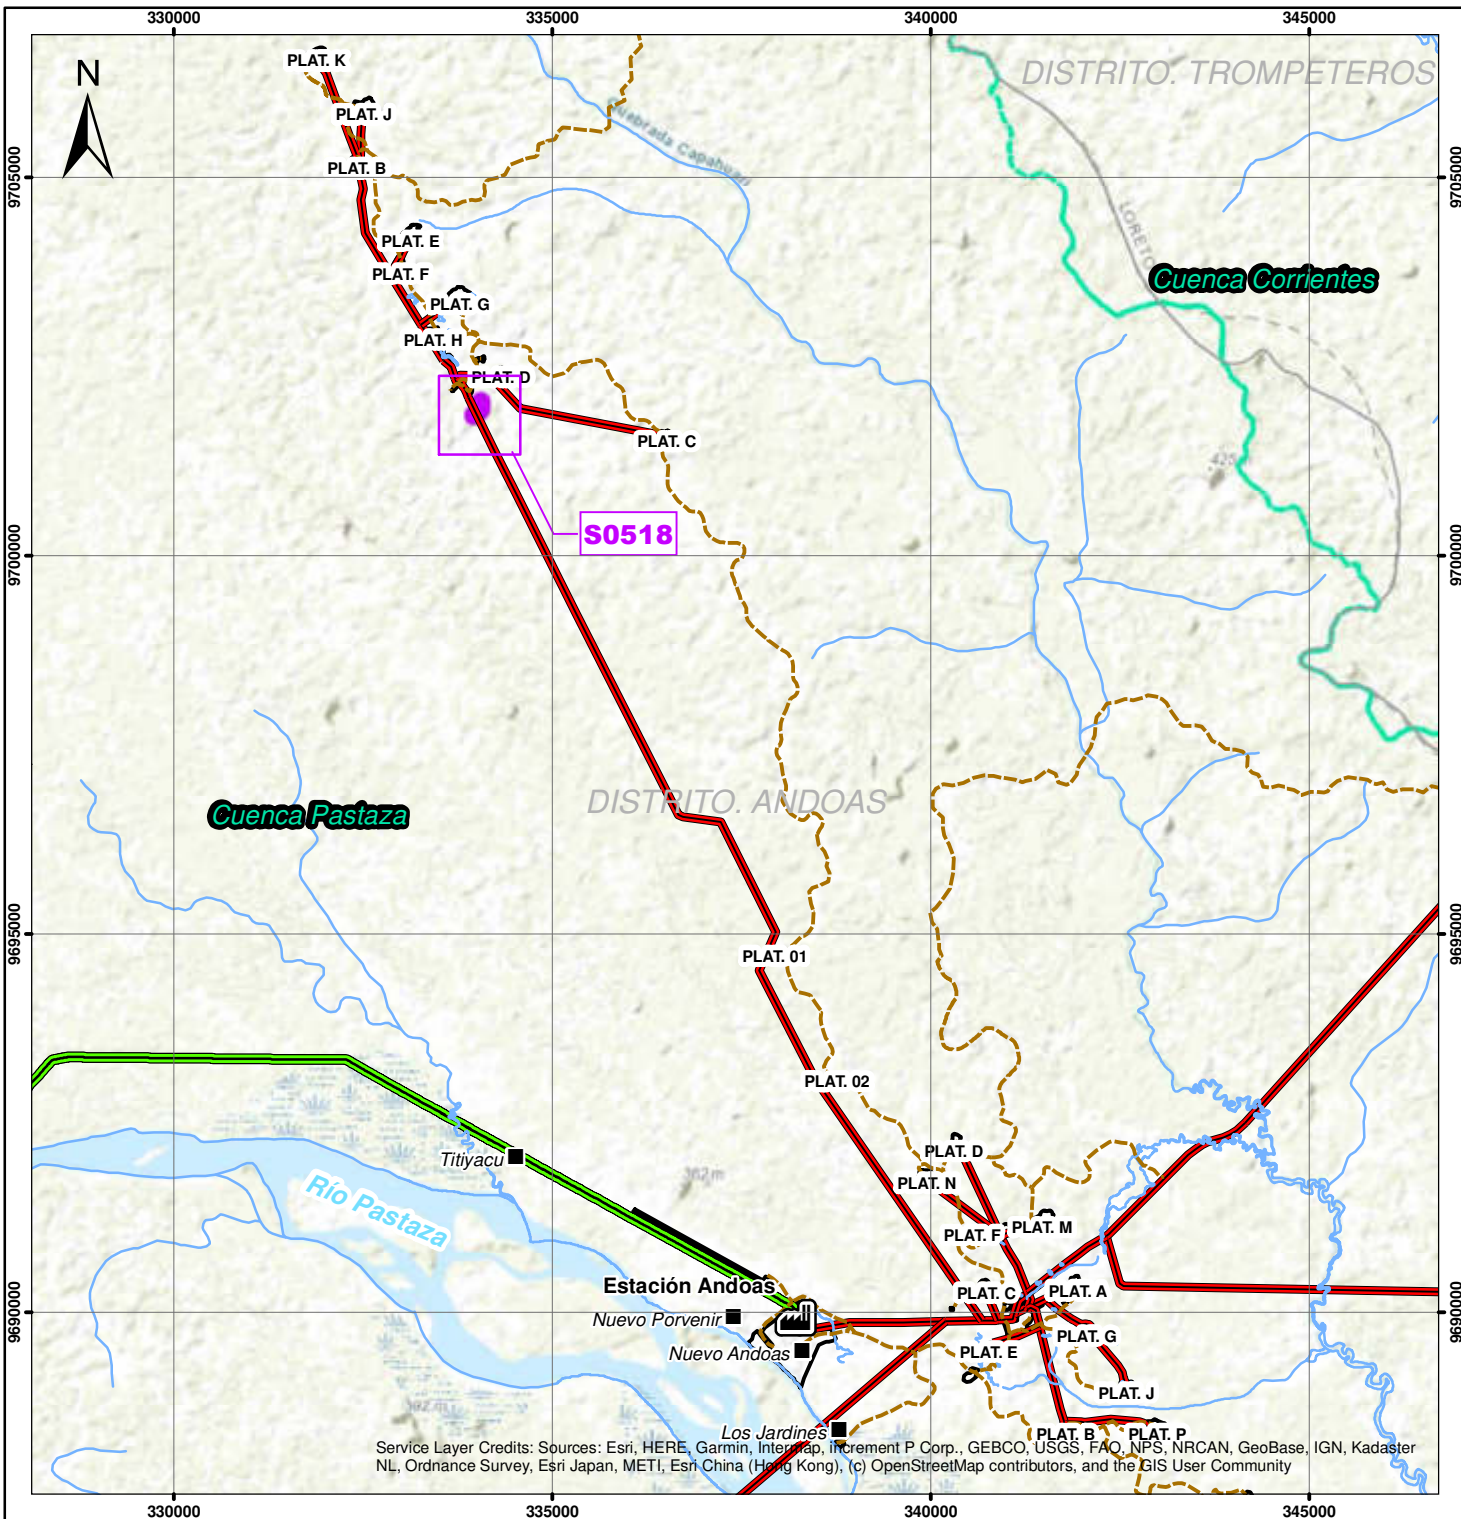 330000
335000
340000
345000
N
PLAT. K
DISTRITO. TROMPETEROS
PLAT. J
Quebrada Capahuari
PLAT. B
9705000
9705000
LORETO
PLAT. E
PLAT. F
Cuenca Corrientes
PLAT. G
PLAT. H
PLAT. D
PLAT. C
425
S0518
9700000
9700000
DISTRITO. ANDOAS
Cuenca Pastaza
9695000
9695000
PLAT. 01
PLAT. 02
PLAT. D
Titiyacu
302 m
PLAT. N
Río Pastaza
PLAT. F
PLAT. M
Estación Andoas
PLAT. C
PLAT. A
9690000
9690000
Nuevo Porvenir
PLAT. G
Nuevo Andoas
PLAT. E
PLAT. J
302 m
Los Jardines
PLAT. B
PLAT. P
Service Layer Credits: Sources: Esri, HERE, Garmin, Intermap, increment P Corp., GEBCO, USGS, FAO, NPS, NRCAN, GeoBase, IGN, Kadaster
NL, Ordnance Survey, Esri Japan, METI, Esri China (Hong Kong), (c) OpenStreetMap contributors, and the GIS User Community
330000
335000
340000
345000